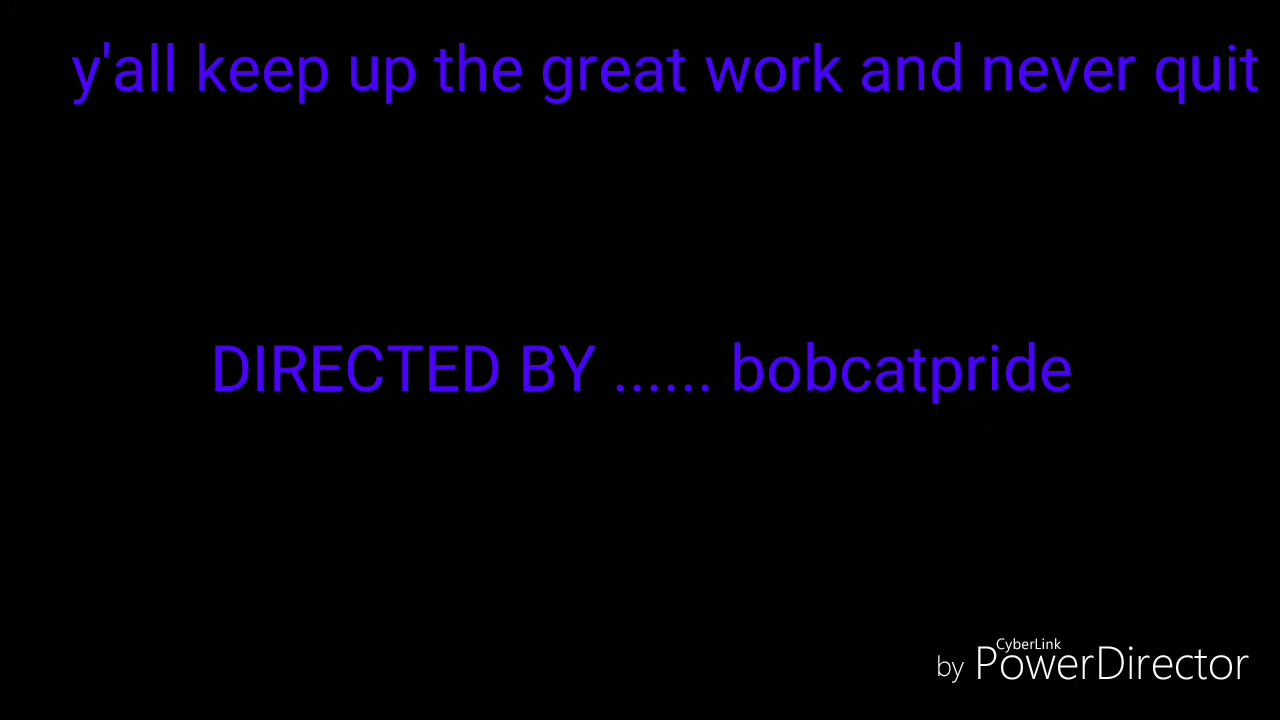 y'all keep up the great work and never quit
DIRECTED BY ...... bobcatpride
CyberLink
by PowerDirector